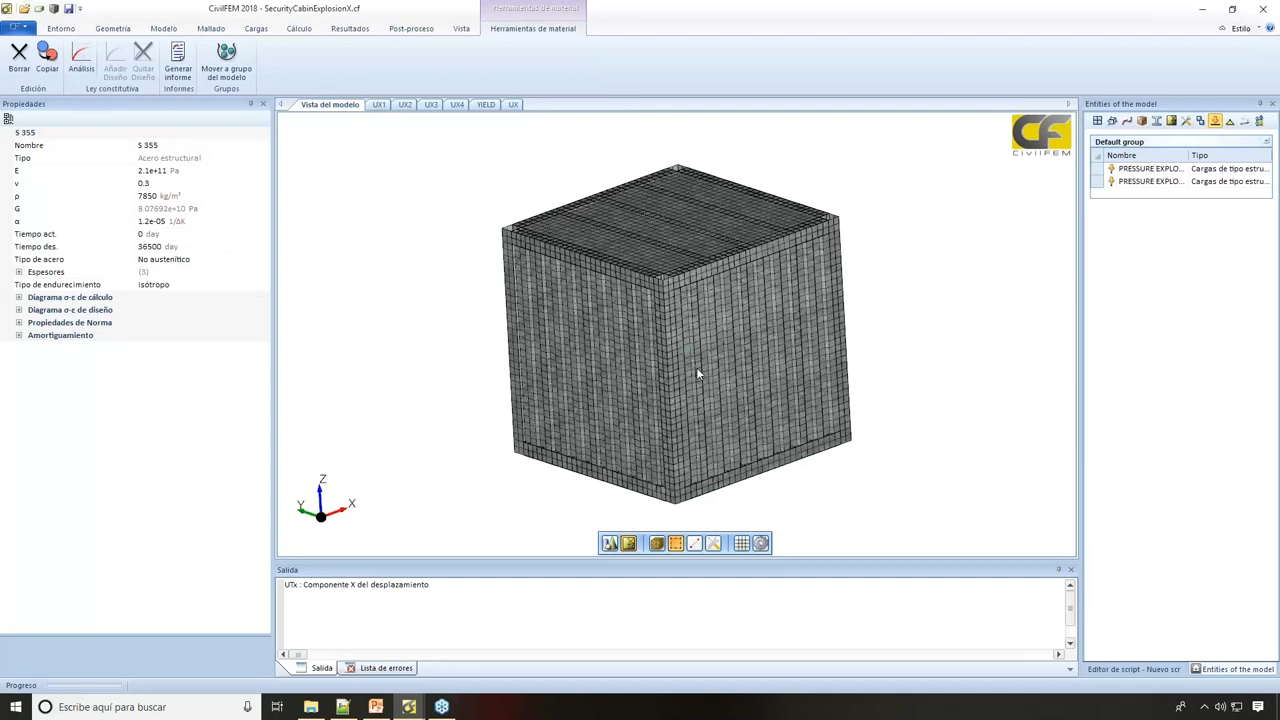 CivilFEM 2018 - SecurityCabinExplosionX.cf
Herramientas de material
CF
Entorno
Geometría
Modelo
Mallado
Cargas
Cálculo
Resultados
Post-proceso
Vista
Herramientas de material
Estilo
Borrar
Copiar
Edición
Análisis
Añadir Diseño
Quitar Diseño
Ley constitutiva
Generar informe
Informes
Mover a grupo del modelo
Grupos
Propiedades
S 355
Nombre S 355
Tipo Acero estructural
E 2.1e+11 Pa
ν 0.3
ρ 7850 kg/m³
G 8.07692e+10 Pa
α 1.2e-05 1/ΔK
Tiempo act. 0 day
Tiempo des. 36500 day
Tipo de acero No austenítico
Espesores (3)
Tipo de endurecimiento Isótropo
Diagrama σ-ε de cálculo
Diagrama σ-ε de diseño
Propiedades de Norma
Amortiguamiento
Vista del modelo
UX1
UX2
UX3
UX4
YIELD
UX
CF
CIVILFEM
Z
Y
X
Entities of the model
Default group
Nombre Tipo
PRESSURE EXPLO... Cargas de tipo estru...
PRESSURE EXPLO... Cargas de tipo estru...
Salida
UTx : Componente X del desplazamiento
Salida
Lista de errores
Editor de script - Nuevo scr
Entities of the model
Progreso
Escribe aquí para buscar